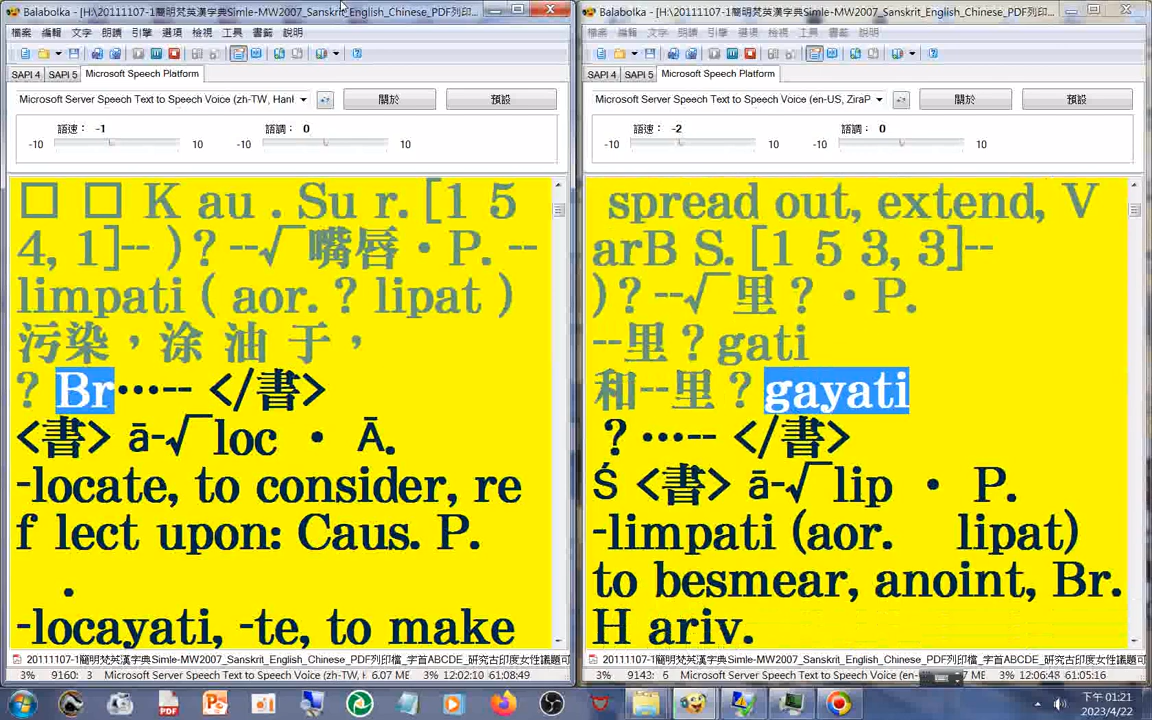 Balabolka - [H:\20111107-1簡明梵英漢字典Simle-MW2007_Sanskrit_English_Chinese_PDF列印
檔案 編輯 文字 朗讀 引擎 選項 檢視 工具 書籤 說明
SAPI 4 SAPI 5 Microsoft Speech Platform
Microsoft Server Speech Text to Speech Voice (zh-TW, Hanl 關於 預設
語速： -1 語調： 0
-10 10 -10 10
□ □ K au . Su r. [1 5
4, 1]-- )？--√嘴唇・P. --
limpati ( aor. ? lipat )
污染，涂 油 于，
？Br…-- </書>
<書> ā-√loc ・ Ā.
-locate, to consider, re
f lect upon: Caus. P.
.
-locayati, -te, to make
20111107-1簡明梵英漢字典Simle-MW2007_Sanskrit_English_Chinese_PDF列印檔_字首ABCDE_研究古印度女性議題可
3% 9160: 3 Microsoft Server Speech Text to Speech Voice (zh-TW, H 6.07 ME 3% 12:02:10 61:08:49
Balabolka - [H:\20111107-1簡明梵英漢字典Simle-MW2007_Sanskrit_English_Chinese_PDF列印
檔案 編輯 文字 朗讀 引擎 選項 檢視 工具 書籤 說明
SAPI 4 SAPI 5 Microsoft Speech Platform
Microsoft Server Speech Text to Speech Voice (en-US, ZiraP 關於 預設
語速： -2 語調： 0
-10 10 -10 10
spread out, extend, V
arB S. [1 5 3, 3]--
)？--√里？・P.
--里？gati
和--里？gayati
？…-- </書>
Ś <書> ā-√lip ・ P.
-limpati (aor. lipat)
to besmear, anoint, Br.
H ariv.
20111107-1簡明梵英漢字典Simle-MW2007_Sanskrit_English_Chinese_PDF列印檔_字首ABCDE_研究古印度女性議題可
3% 9143: 6 Microsoft Server Speech Text to Speech Voice ME 3% 12:06:48 61:05:16
下午 01:21
2023/4/22